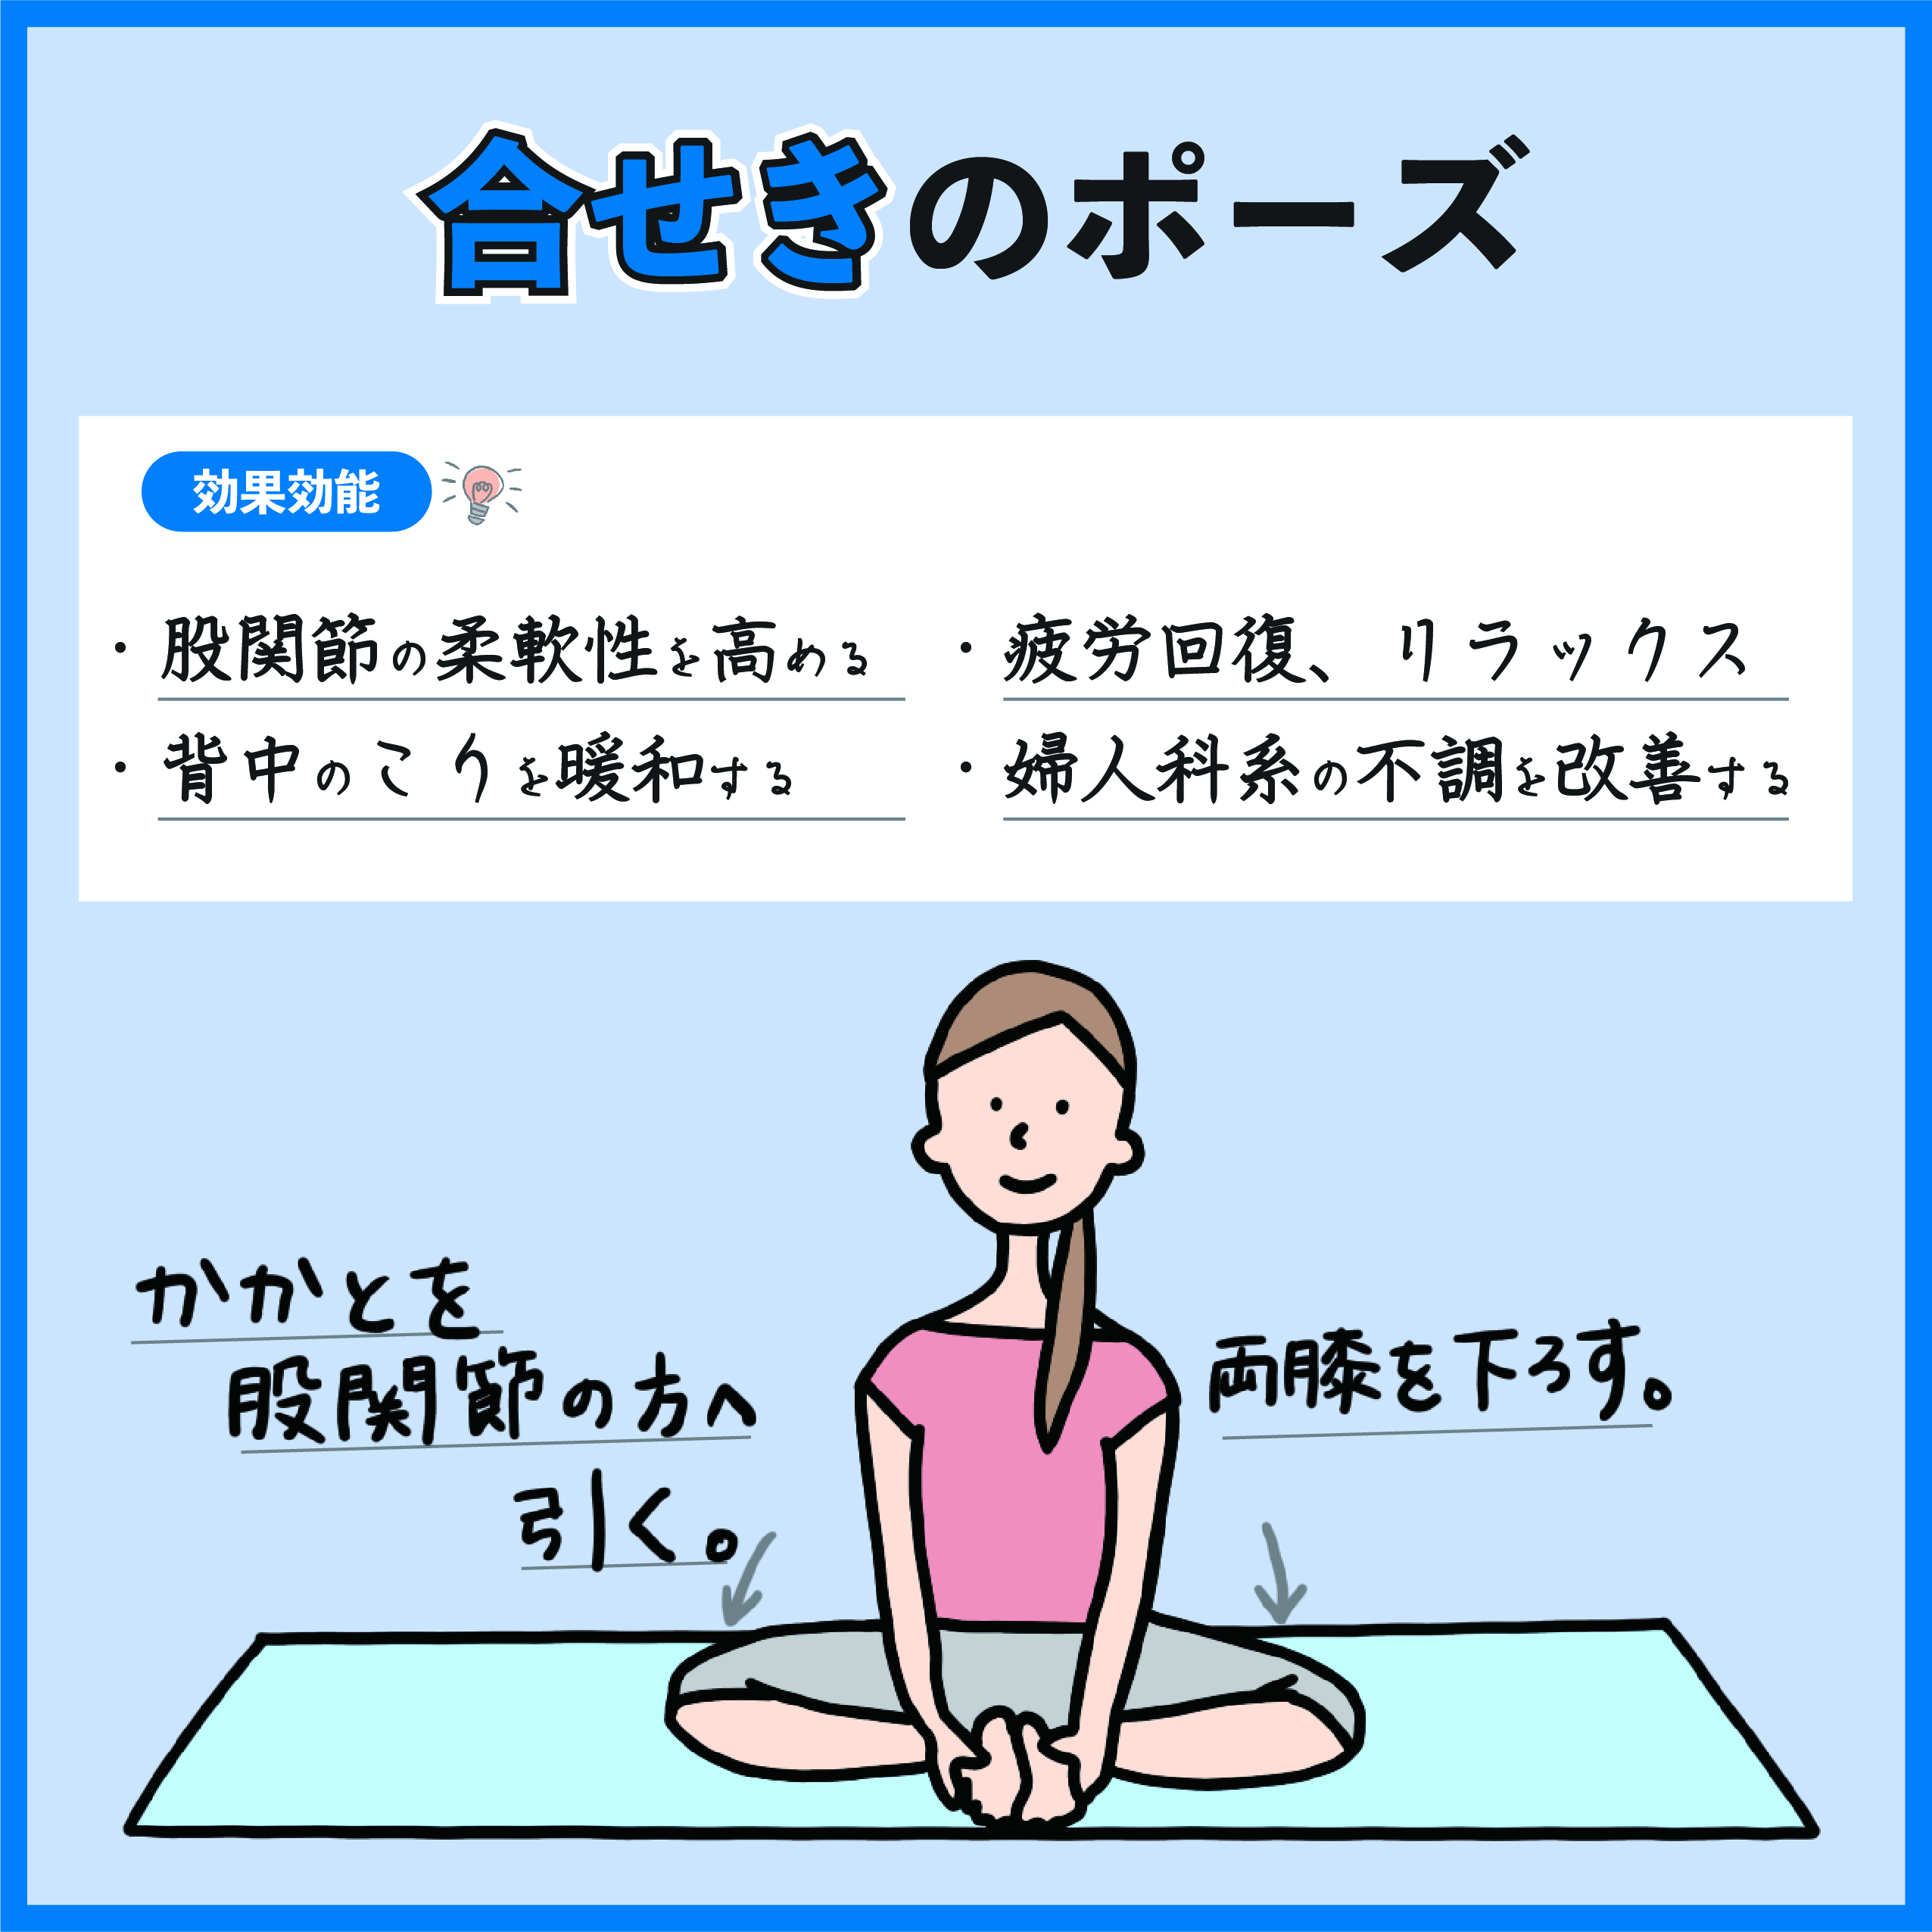 合せきのポーズ
効果効能
・股関節の柔軟性を高める
・背中のこりを暖和する
・疲労回復、リラックス
・婦人科系の不調を改善する
かかとを
股関節の方へ
引く。
両膝を下ろす。